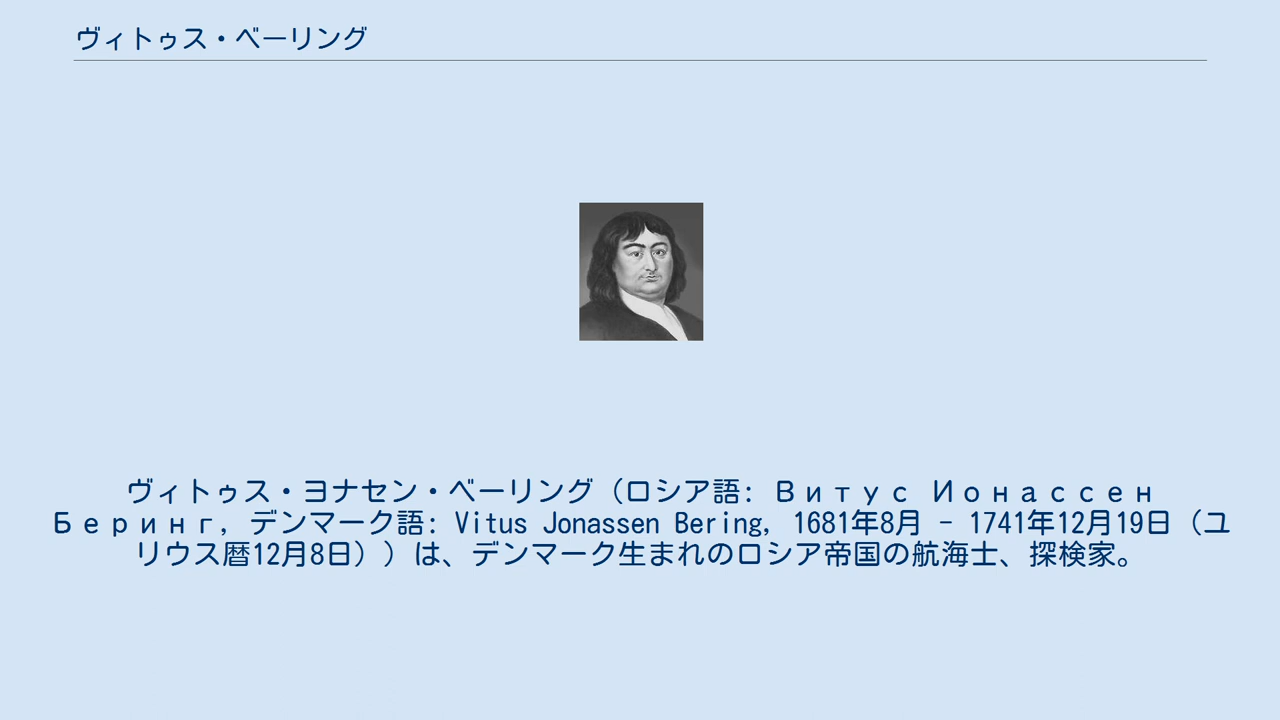 ヴィトゥス・ベーリング
ヴィトゥス・ヨナセン・ベーリング（ロシア語: Витус Ионассен
Беринг, デンマーク語: Vitus Jonassen Bering, 1681年8月 - 1741年12月19日（ユ
リウス暦12月8日））は、デンマーク生まれのロシア帝国の航海士、探検家。